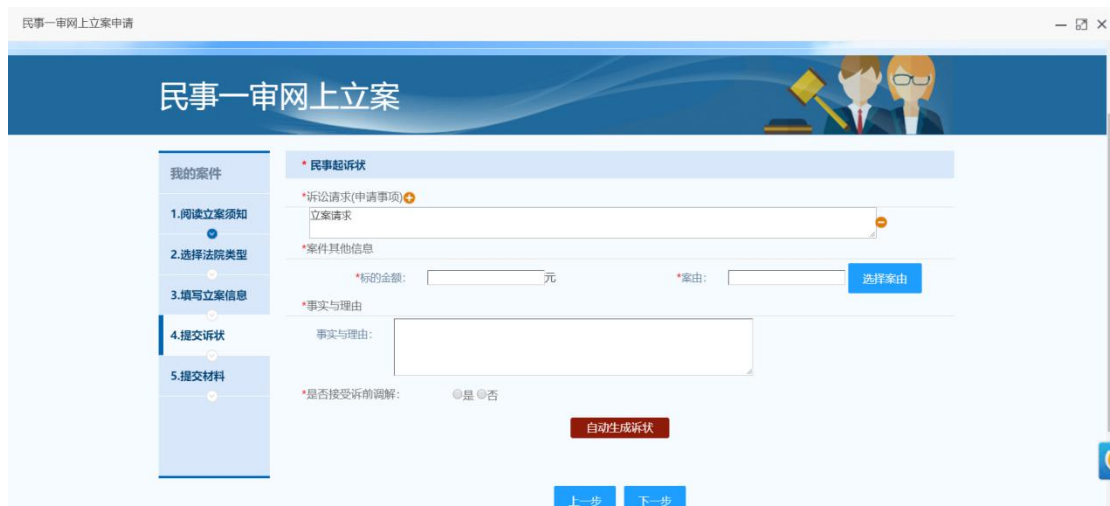 民事一审网上立案申请
民事一审网上立案
我的案件
1.阅读立案须知
2.选择法院类型
3.填写立案信息
4.提交诉状
5.提交材料
* 民事起诉状
*诉讼请求(申请事项)
立案请求
*案件其他信息
*标的金额: 元 *案由: 选择案由
*事实与理由
事实与理由:
*是否接受诉前调解: 是 否
自动生成诉状
上一步 下一步